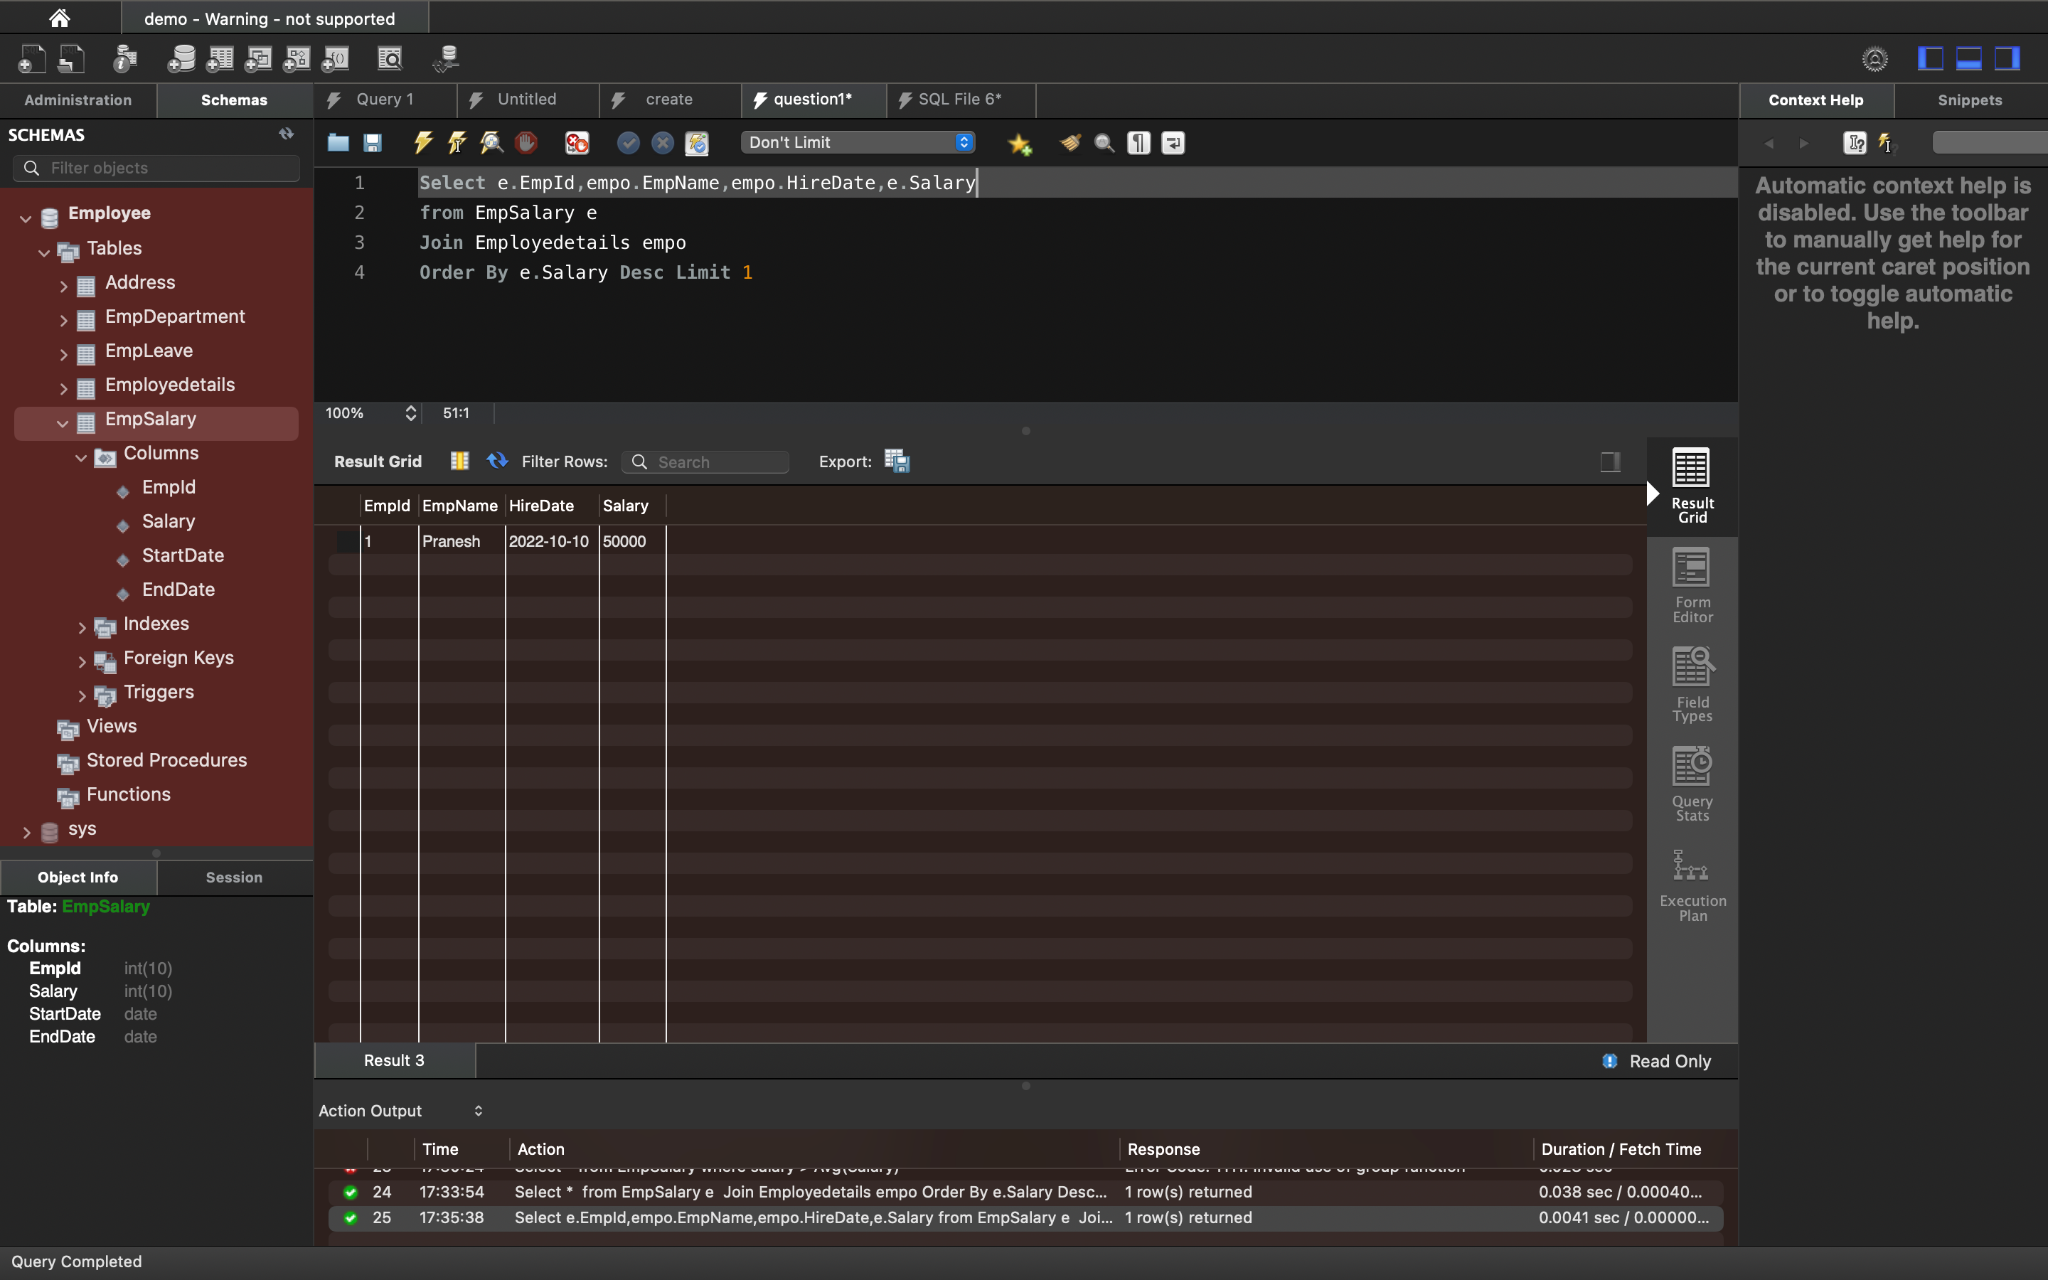 demo - Warning - not supported
Administration
Schemas
Query 1
Untitled
create
question1*
SQL File 6*
Context Help
Snippets
SCHEMAS
Filter objects
Don't Limit
Employee
Tables
Address
EmpDepartment
EmpLeave
Employedetails
EmpSalary
Columns
EmpId
Salary
StartDate
EndDate
Indexes
Foreign Keys
Triggers
Views
Stored Procedures
Functions
sys
1 Select e.EmpId,empo.EmpName,empo.HireDate,e.Salary
2 from EmpSalary e
3 Join Employedetails empo
4 Order By e.Salary Desc Limit 1
Automatic context help is
disabled. Use the toolbar
to manually get help for
the current caret position
or to toggle automatic
help.
100%
51:1
Result Grid
Filter Rows:
Search
Export:
EmpId EmpName HireDate Salary
1 Pranesh 2022-10-10 50000
Result
Grid
Form
Editor
Field
Types
Query
Stats
Execution
Plan
Object Info
Session
Table: EmpSalary
Columns:
EmpId int(10)
Salary int(10)
StartDate date
EndDate date
Result 3
Read Only
Action Output
Time Action Response Duration / Fetch Time
24 17:33:54 Select * from EmpSalary e Join Employedetails empo Order By e.Salary Desc... 1 row(s) returned 0.038 sec / 0.00040...
25 17:35:38 Select e.EmpId,empo.EmpName,empo.HireDate,e.Salary from EmpSalary e Joi... 1 row(s) returned 0.0041 sec / 0.00000...
Query Completed